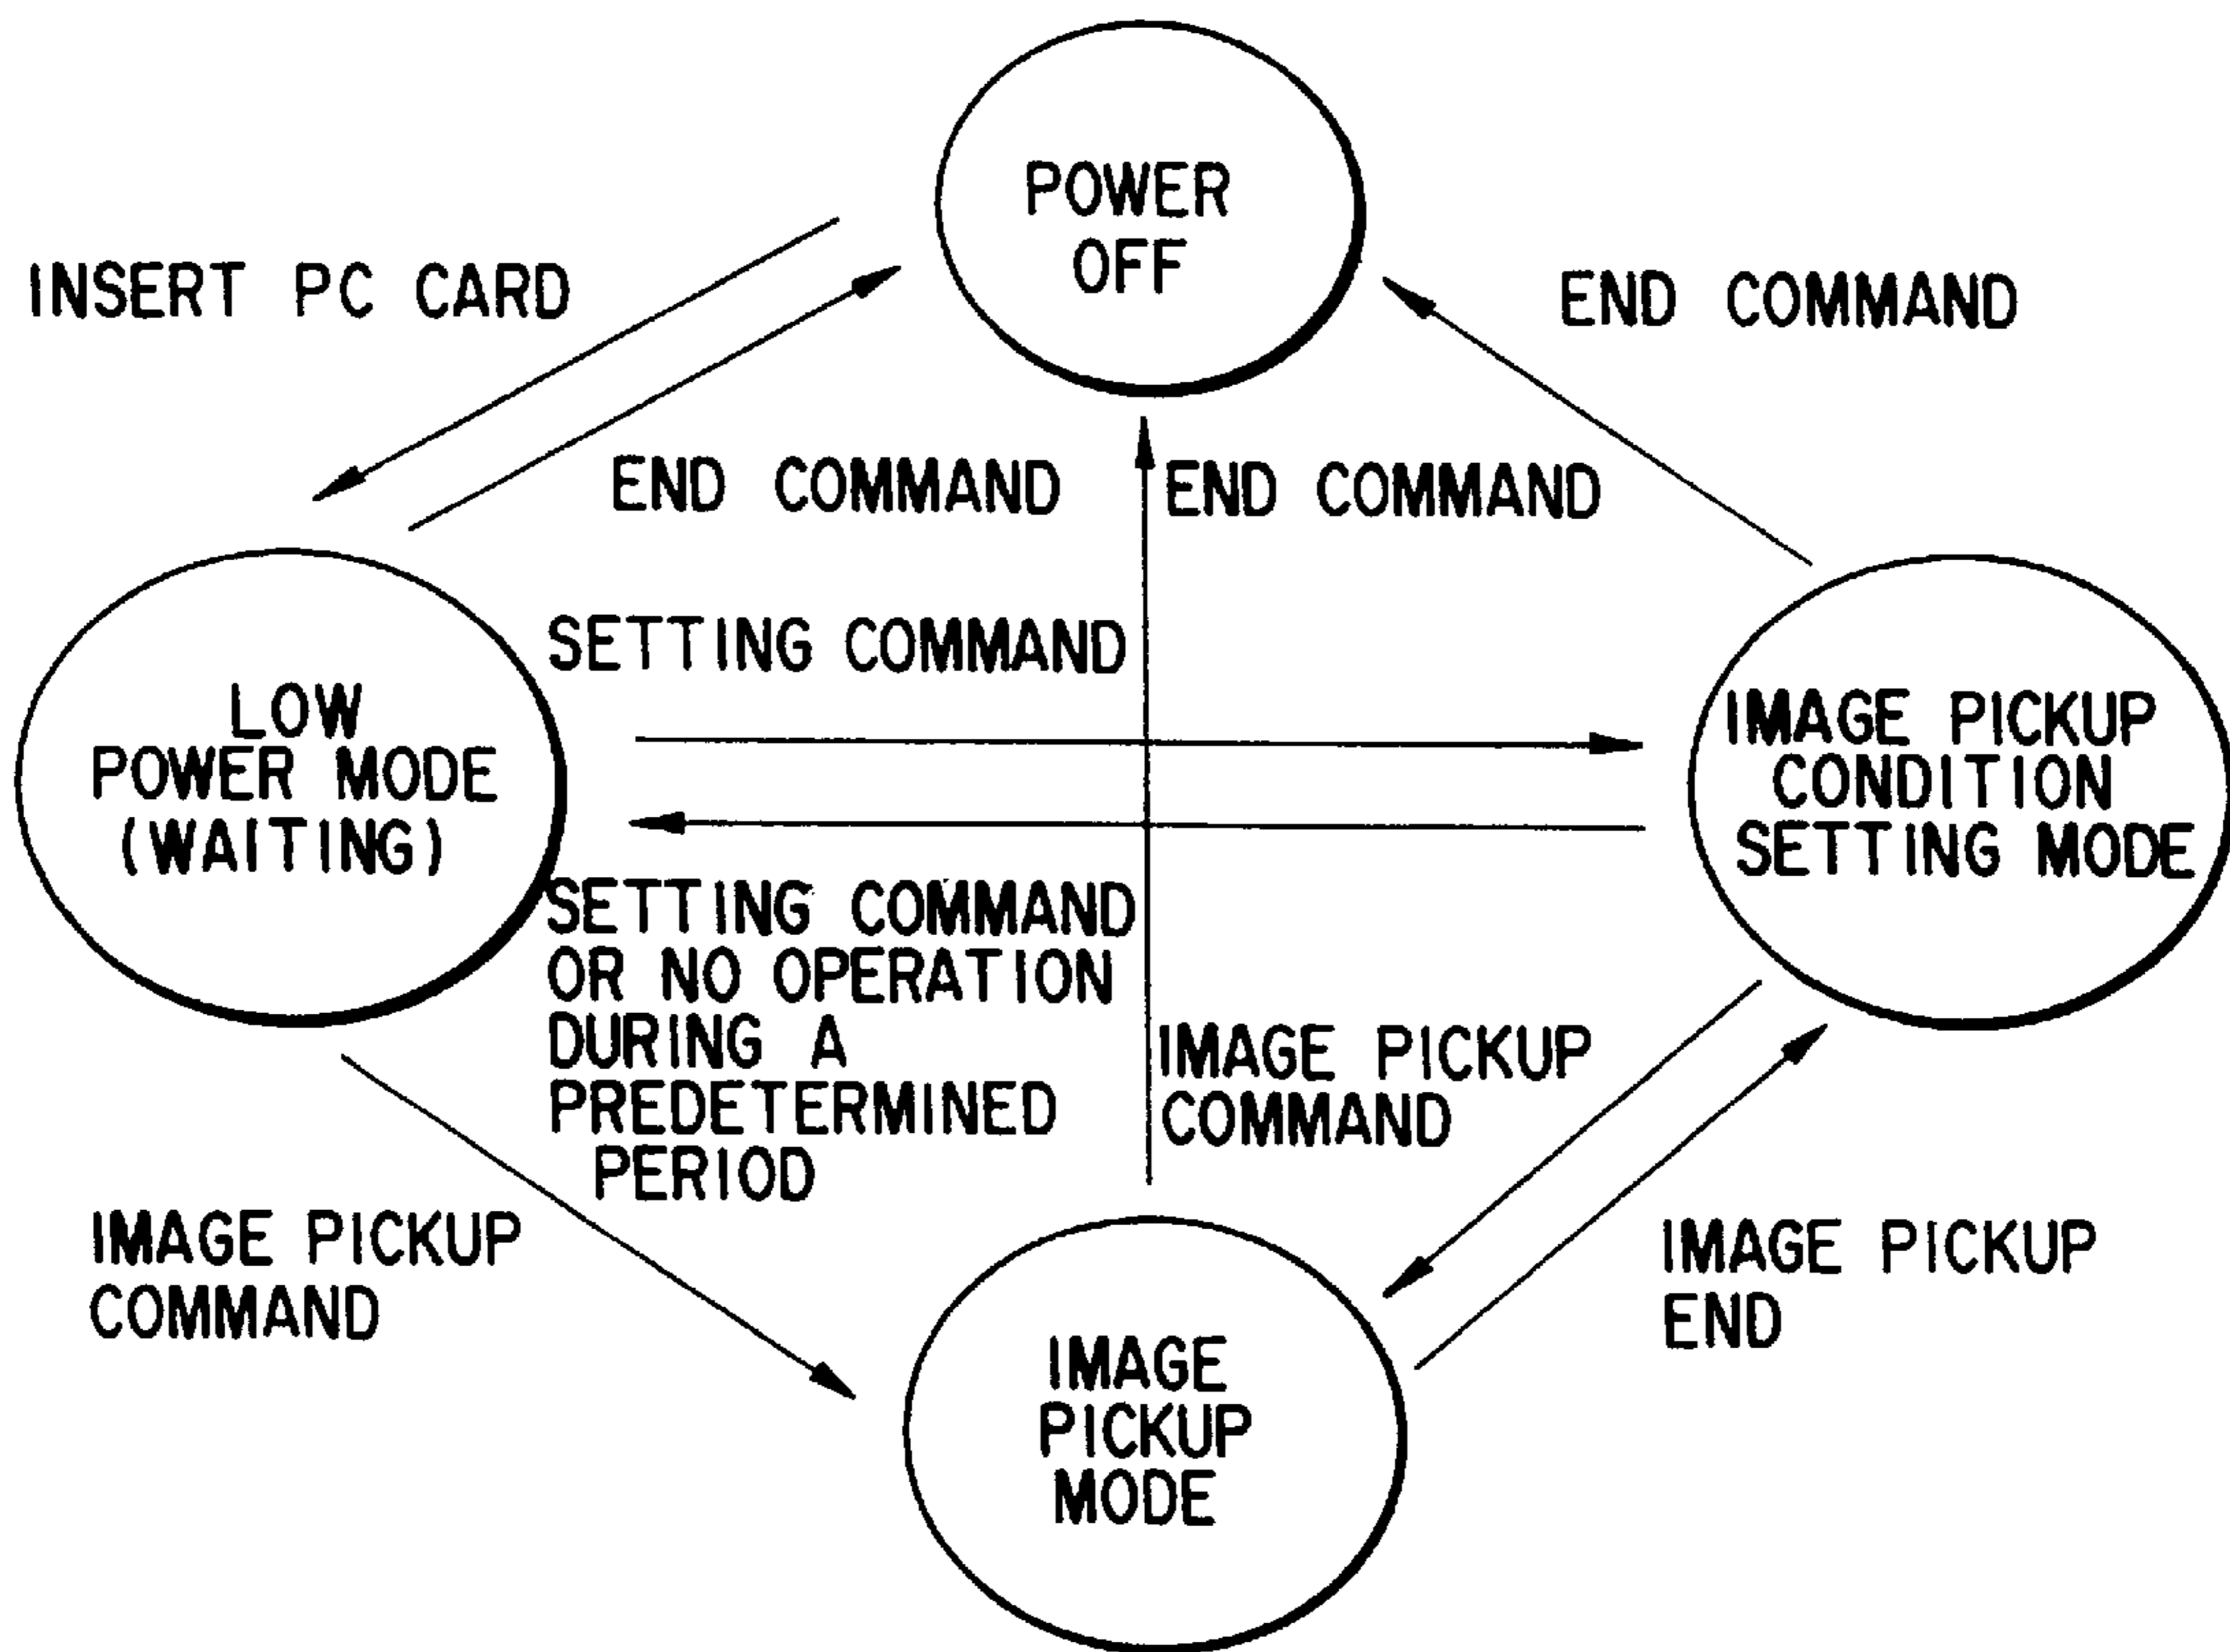 POWER
OFF
INSERT PC CARD
END COMMAND
END COMMAND
END COMMAND
SETTING COMMAND
LOW
POWER MODE
(WAITING)
IMAGE PICKUP
CONDITION
SETTING MODE
SETTING COMMAND
OR NO OPERATION
DURING A
PREDETERMINED
PERIOD
IMAGE PICKUP
COMMAND
IMAGE PICKUP
COMMAND
IMAGE PICKUP
END
IMAGE
PICKUP
MODE